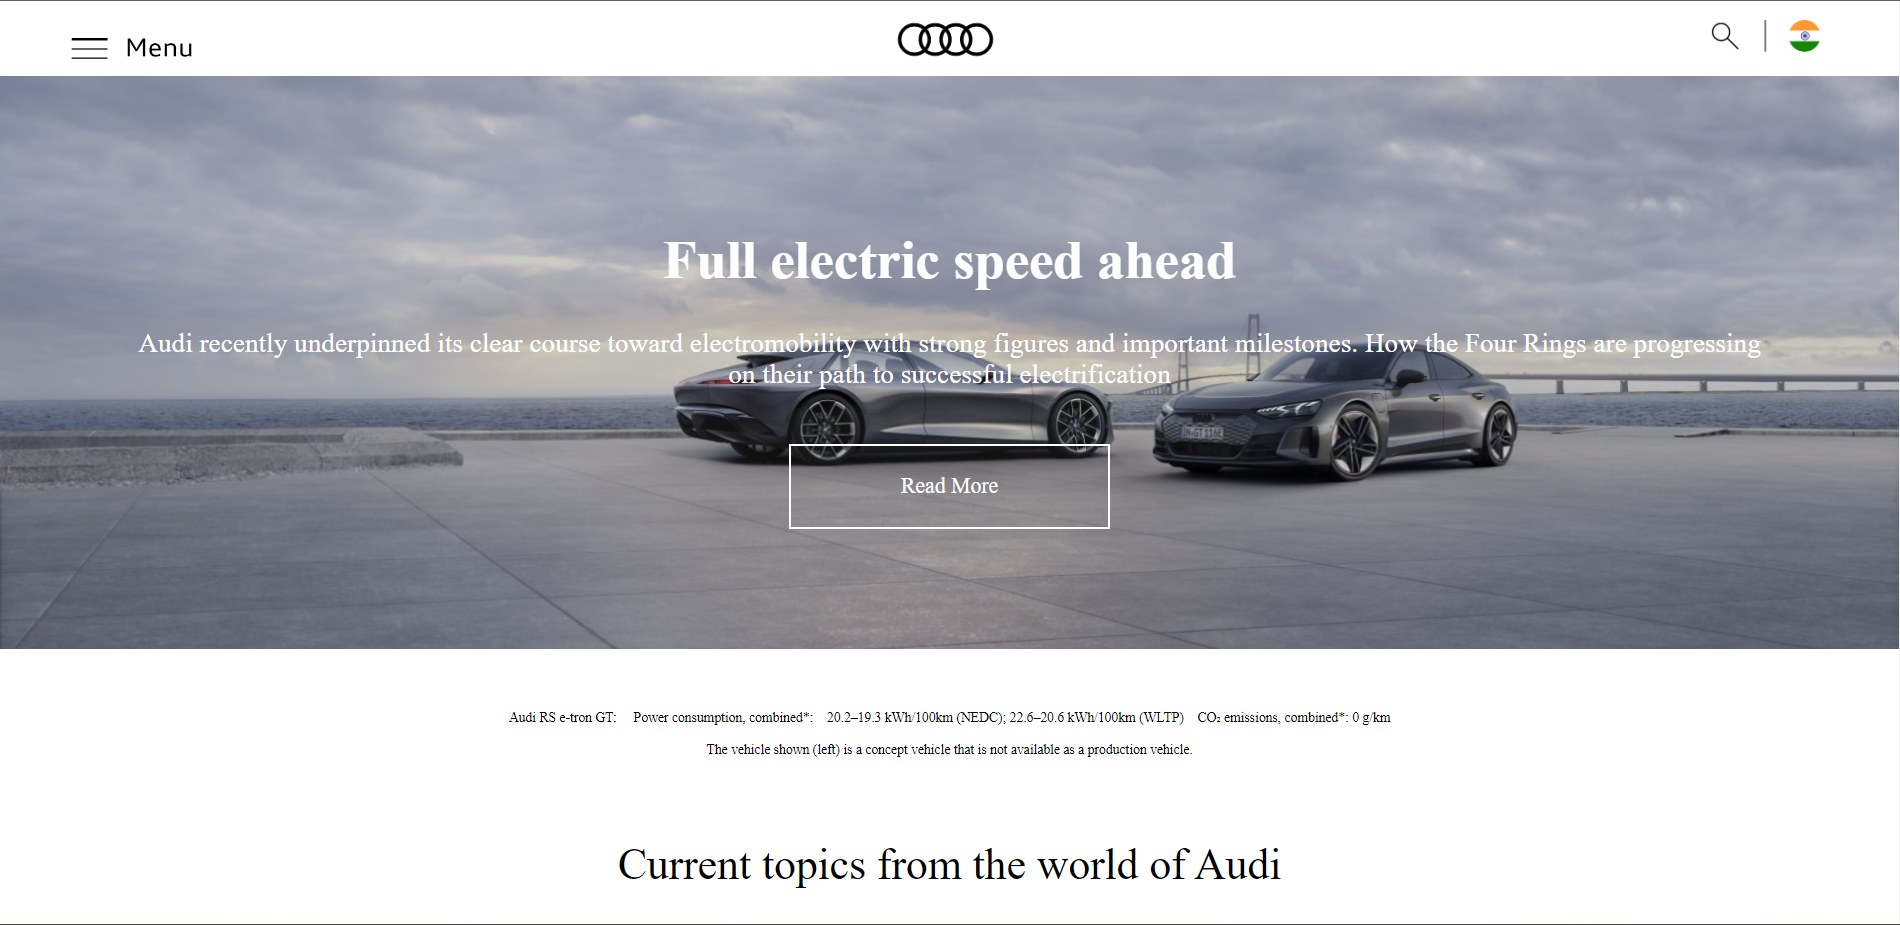 Menu
Full electric speed ahead
Audi recently underpinned its clear course toward electromobility with strong figures and important milestones. How the Four Rings are progressing
on their path to successful electrification
IN·GT 116E
Read More
Audi RS e-tron GT: Power consumption, combined*: 20.2–19.3 kWh/100km (NEDC); 22.6–20.6 kWh/100km (WLTP) CO₂ emissions, combined*: 0 g/km
The vehicle shown (left) is a concept vehicle that is not available as a production vehicle.
Current topics from the world of Audi